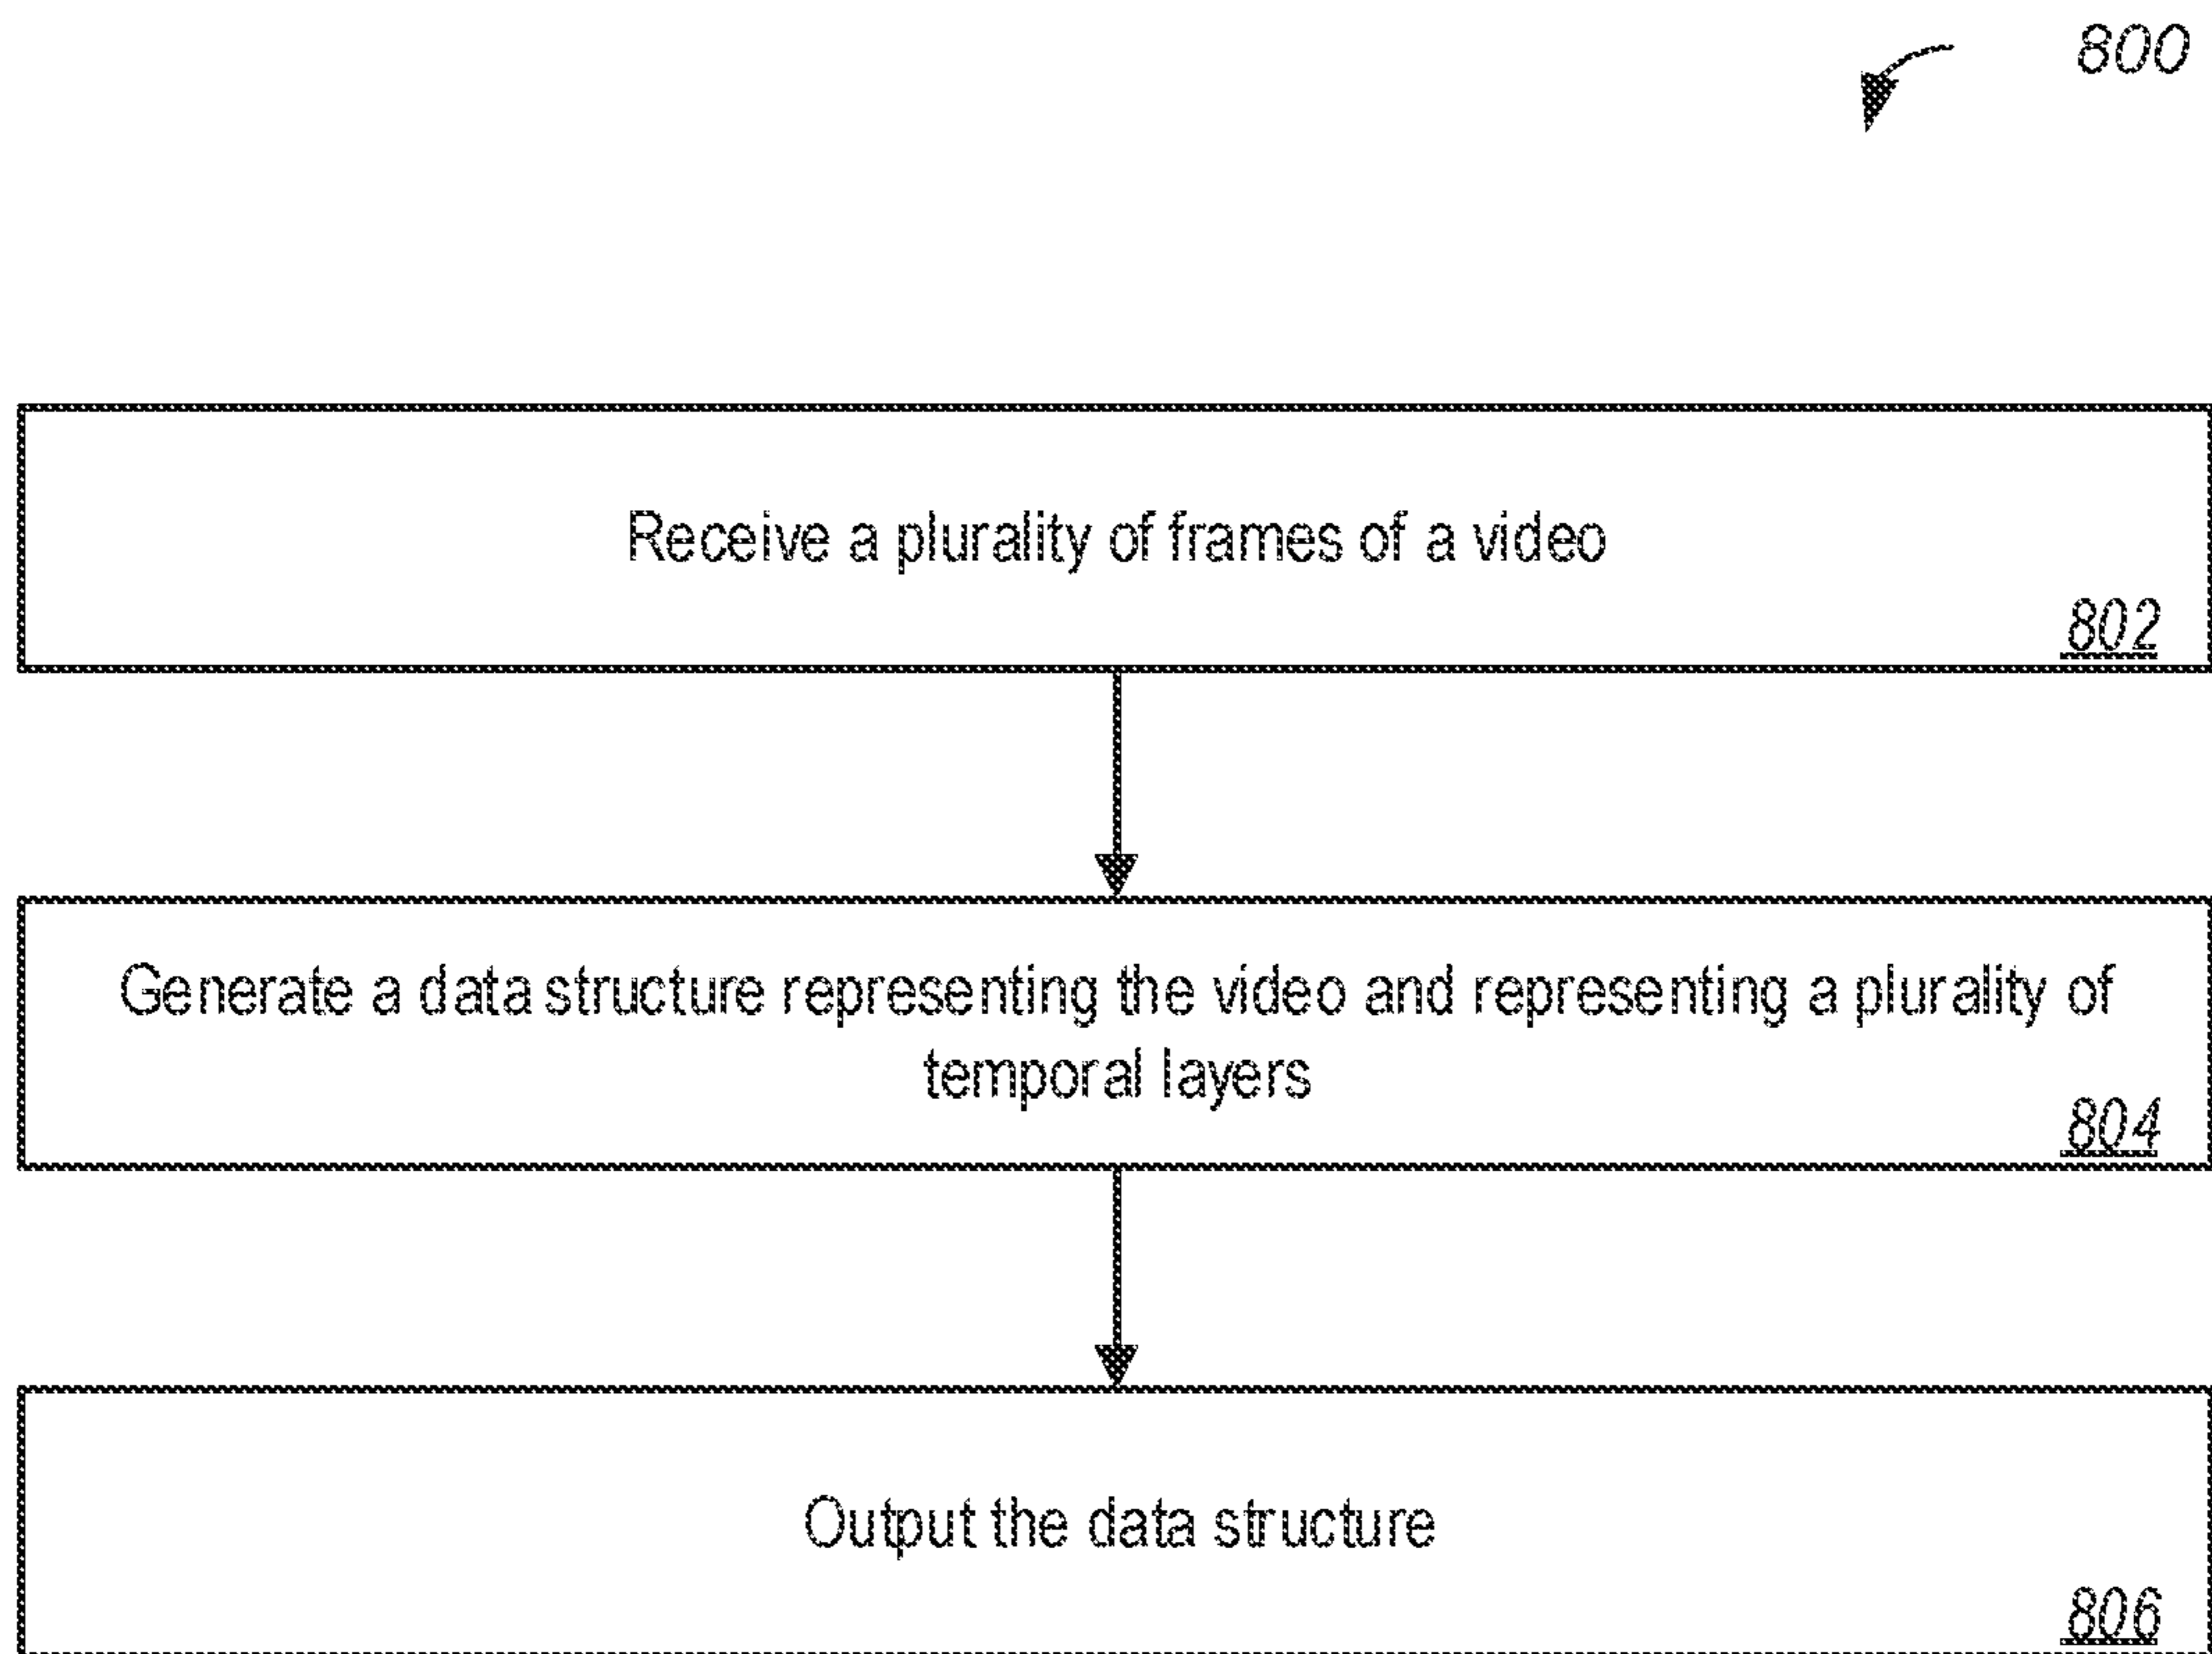 800
Receive a plurality of frames of a video
802
Generate a data structure representing the video and representing a plurality of
temporal layers
804
Output the data structure
806